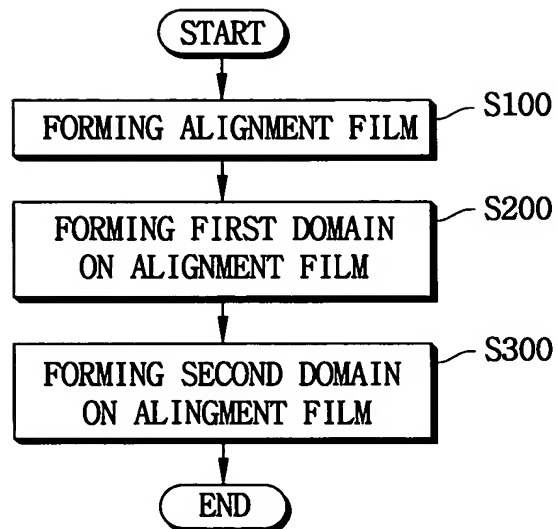 START
FORMING ALIGNMENT FILM
S100
FORMING FIRST DOMAIN
ON ALIGNMENT FILM
S200
FORMING SECOND DOMAIN
ON ALINGMENT FILM
S300
END